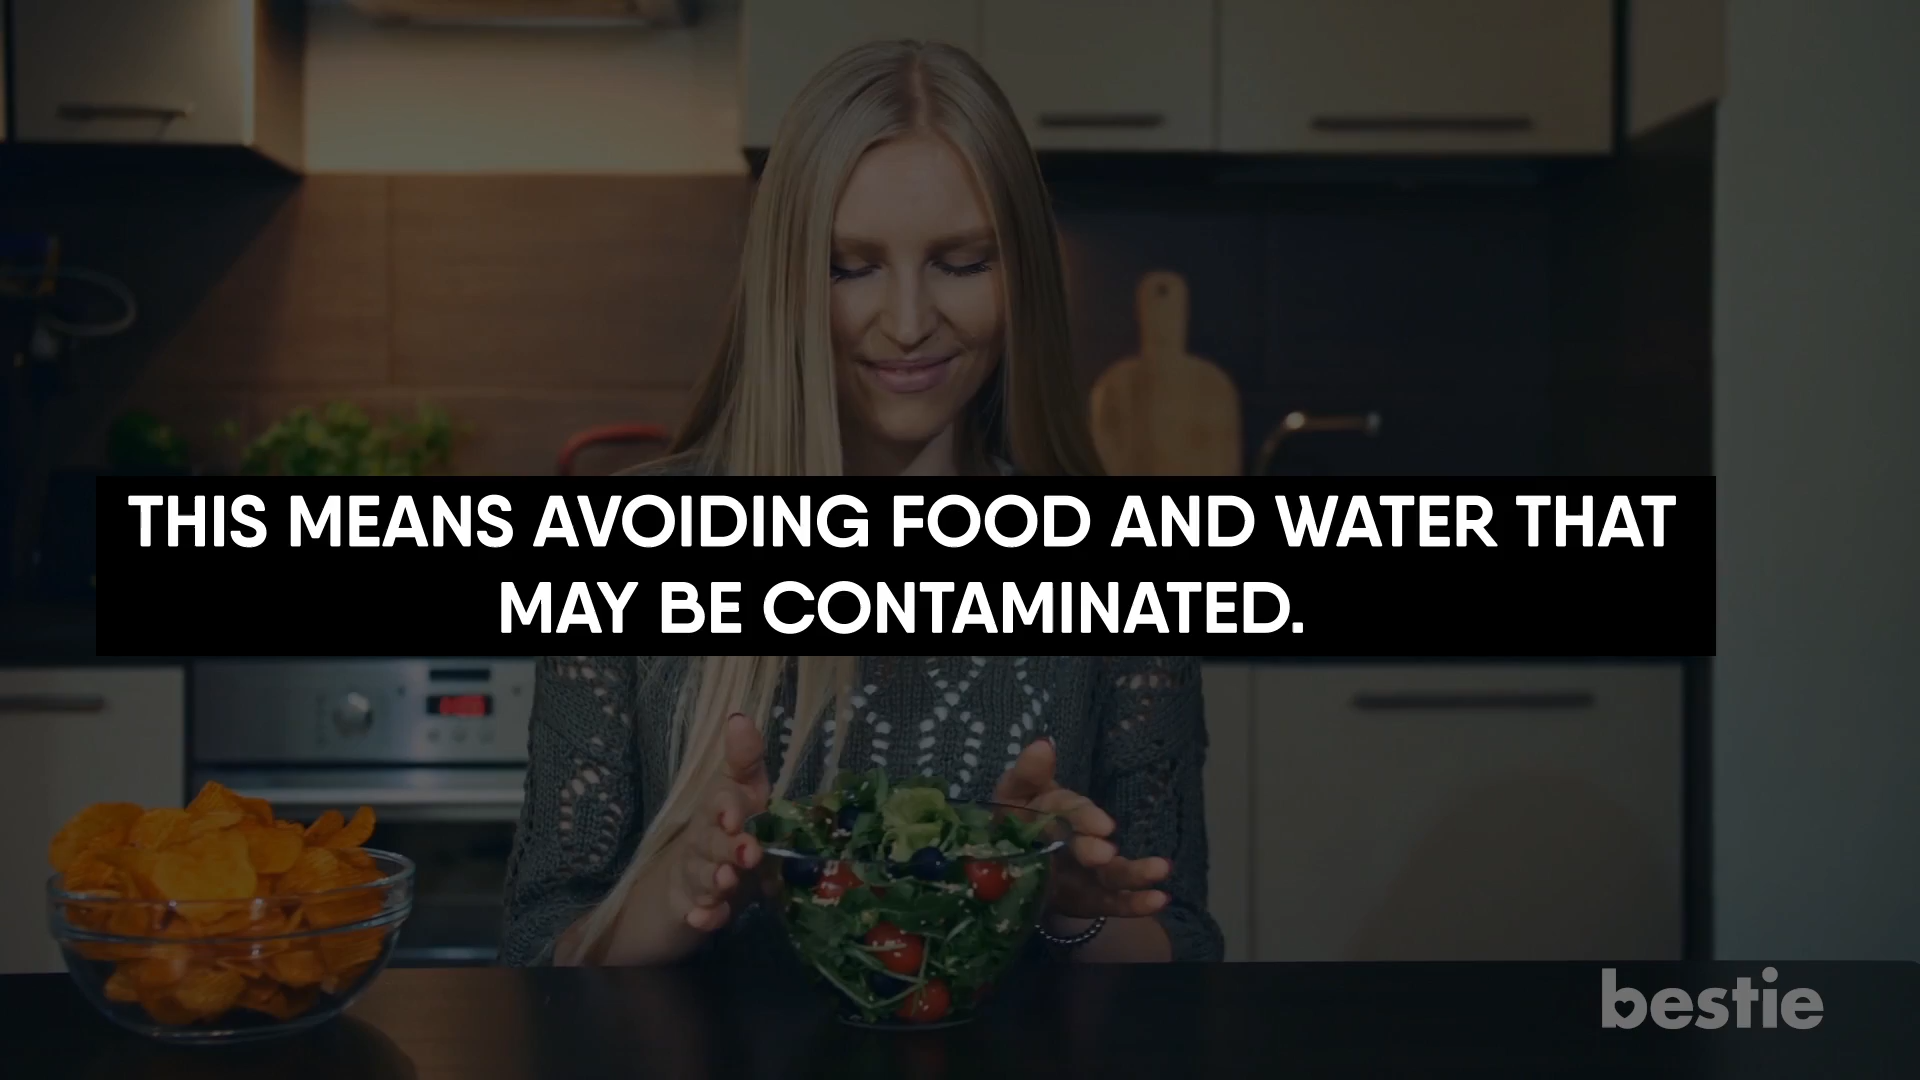 THIS MEANS AVOIDING FOOD AND WATER THAT
MAY BE CONTAMINATED.
bestie